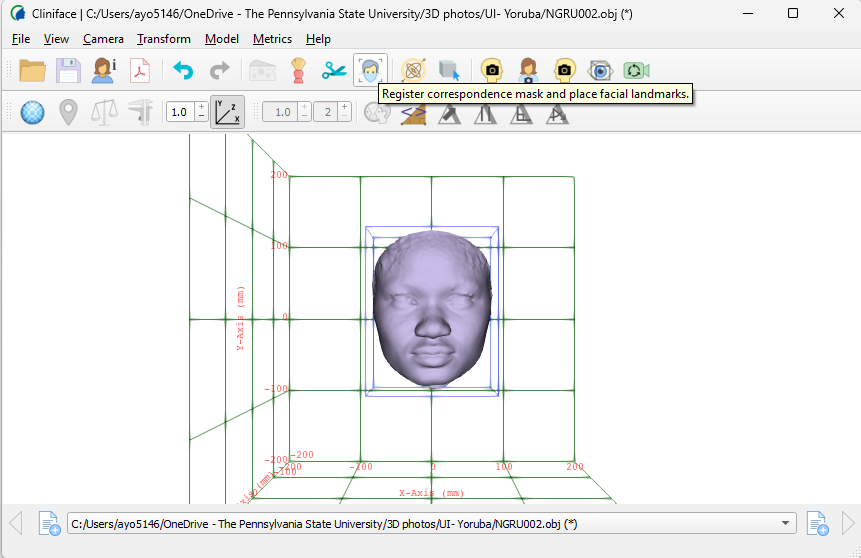 Cliniface | C:/Users/ayo5146/OneDrive - The Pennsylvania State University/3D photos/UI- Yoruba/NGRU002.obj (*)
File View Camera Transform Model Metrics Help
Register correspondence mask and place facial landmarks.
1.0 Y Z X 1.0 2
200
100
0
-100
-200
Y-Axis (mm)
-200
-100
-200 -100 0 100 200
X-Axis (mm)
C:/Users/ayo5146/OneDrive - The Pennsylvania State University/3D photos/UI- Yoruba/NGRU002.obj (*)